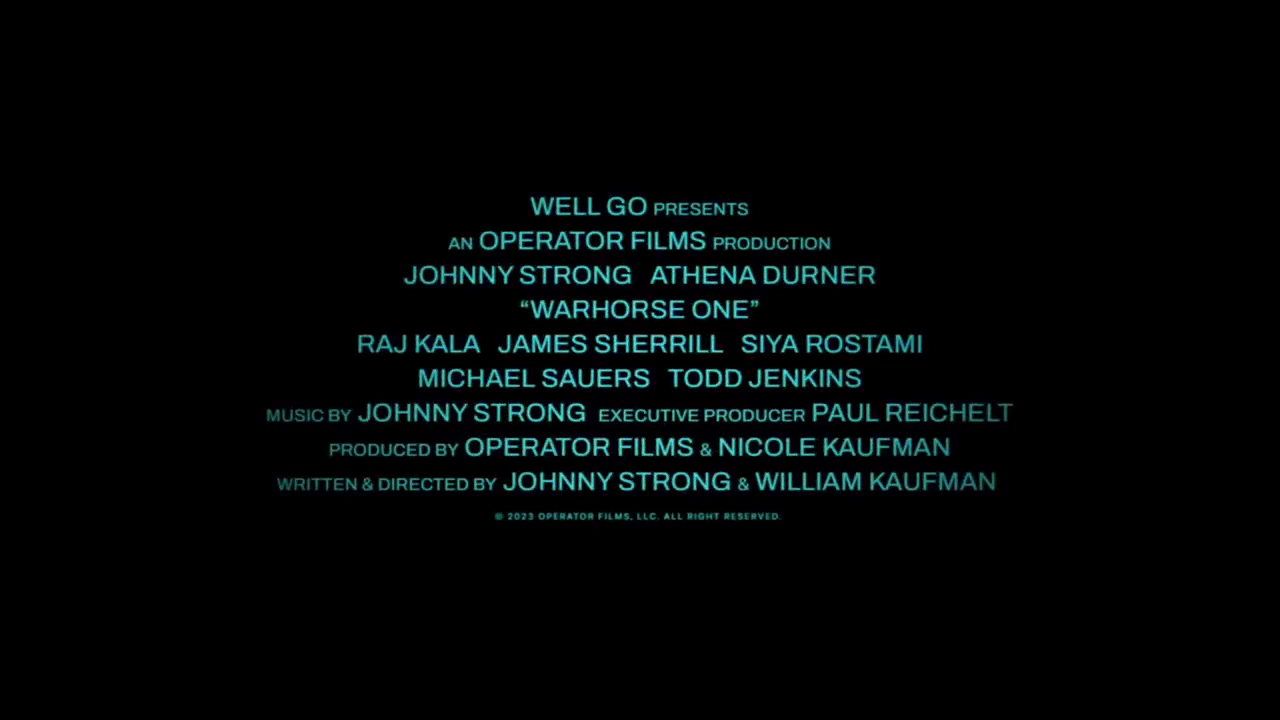 WELL GO PRESENTS
AN OPERATOR FILMS PRODUCTION
JOHNNY STRONG ATHENA DURNER
“WARHORSE ONE”
RAJ KALA JAMES SHERRILL SIYA ROSTAMI
MICHAEL SAUERS TODD JENKINS
MUSIC BY JOHNNY STRONG EXECUTIVE PRODUCER PAUL REICHELT
PRODUCED BY OPERATOR FILMS & NICOLE KAUFMAN
WRITTEN & DIRECTED BY JOHNNY STRONG & WILLIAM KAUFMAN
© 2023 OPERATOR FILMS, LLC. ALL RIGHT RESERVED.